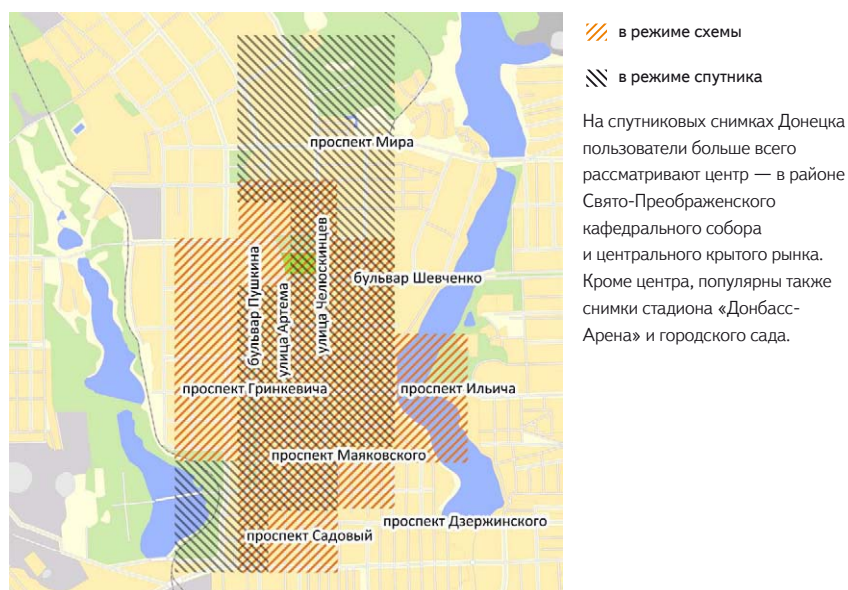 в режиме схемы
в режиме спутника
На спутниковых снимках Донецка
пользователи больше всего
рассматривают центр — в районе
Свято-Преображенского
кафедрального собора
и центрального крытого рынка.
Кроме центра, популярны также
снимки стадиона «Донбасс-
Арена» и городского сада.
проспект Мира
бульвар Пушкина
улица Артема
улица Челюскинцев
бульвар Шевченко
проспект Гринкевича
проспект Ильича
проспект Маяковского
проспект Дзержинского
проспект Садовый